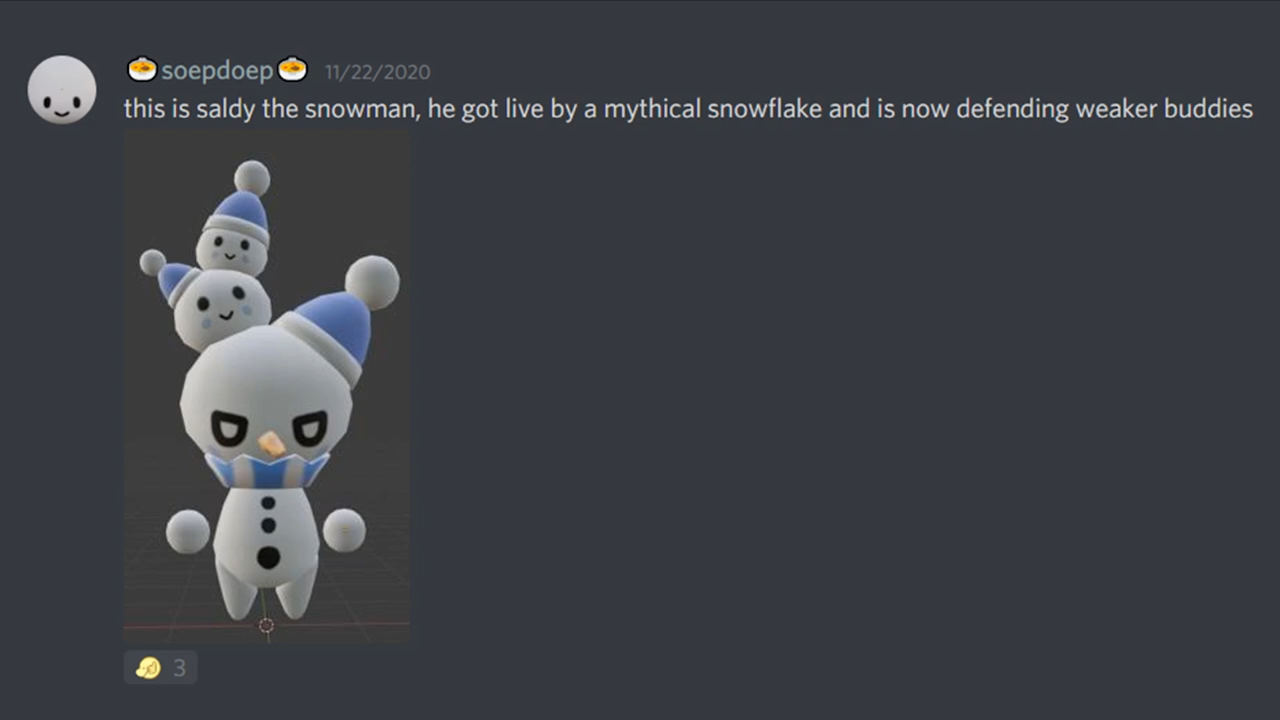 soepdoep 11/22/2020
this is saldy the snowman, he got live by a mythical snowflake and is now defending weaker buddies
3